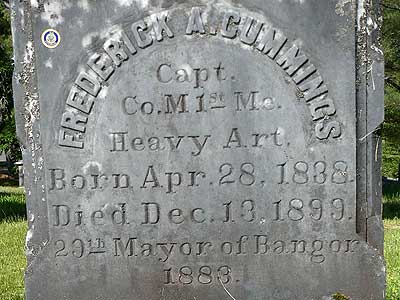 FREDERICK A. CUMMINGS
Capt.
Co. M 1st Me.
Heavy Art.
Born Apr. 28, 1838.
Died Dec. 13, 1899.
29th Mayor of Bangor
1883.